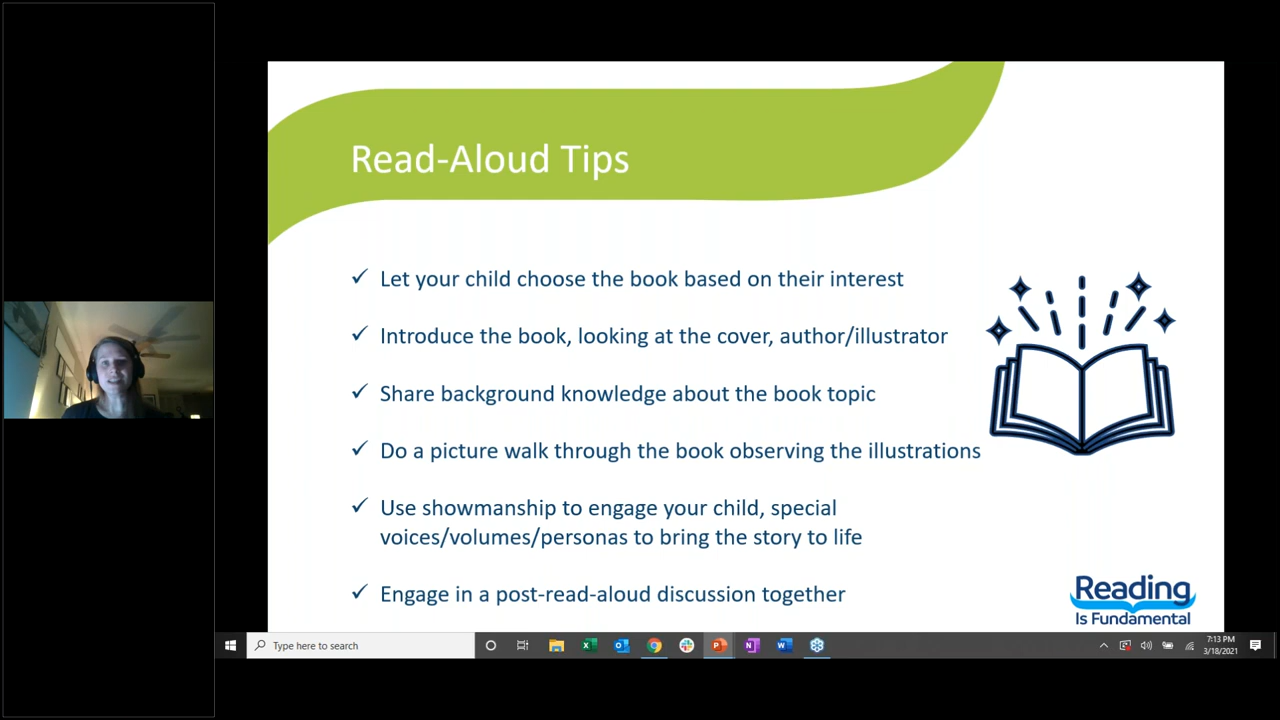 Read-Aloud Tips
✓ Let your child choose the book based on their interest
✓ Introduce the book, looking at the cover, author/illustrator
✓ Share background knowledge about the book topic
✓ Do a picture walk through the book observing the illustrations
✓ Use showmanship to engage your child, special
voices/volumes/personas to bring the story to life
✓ Engage in a post-read-aloud discussion together
Reading
Is Fundamental
Type here to search
7:13 PM
3/18/2021